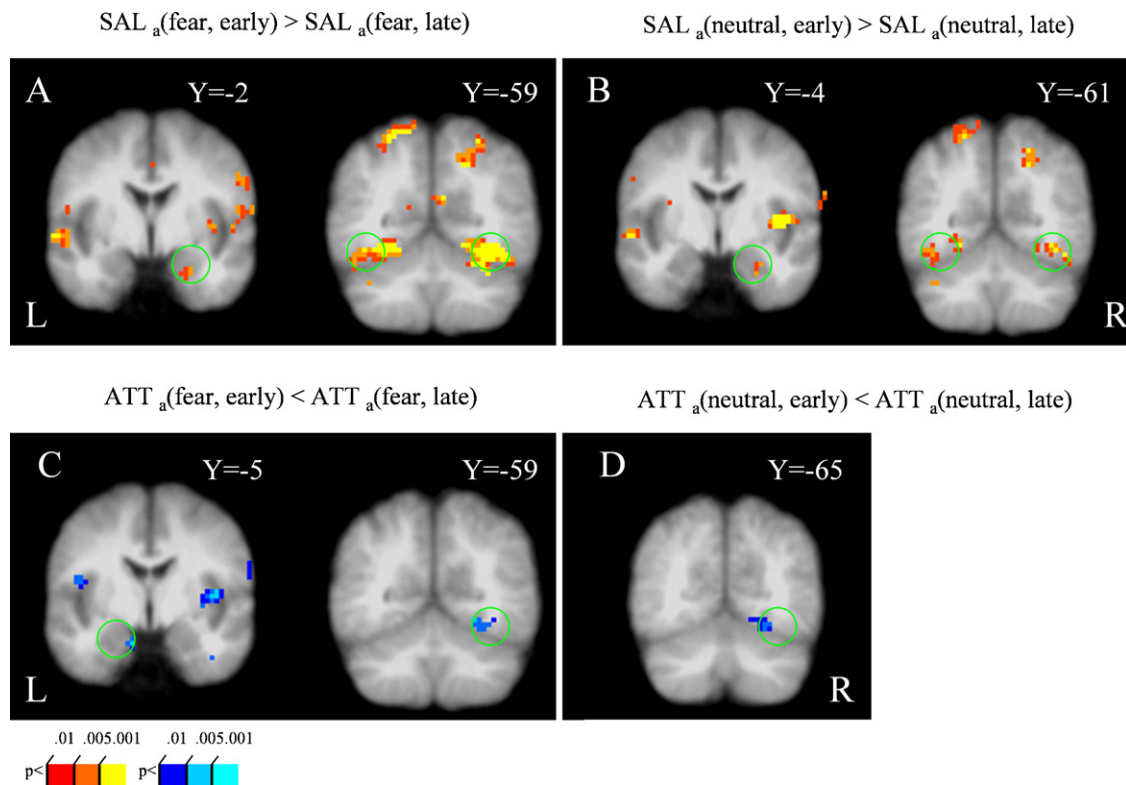 SAL a(fear, early) > SAL a(fear, late)
SAL a(neutral, early) > SAL a(neutral, late)
A
Y=-2
Y=-59
L
B
Y=-4
Y=-61
R
ATT a(fear, early) < ATT a(fear, late)
ATT a(neutral, early) < ATT a(neutral, late)
C
Y=-5
Y=-59
L
D
Y=-65
R
.01 .005.001
p<
.01 .005.001
p<